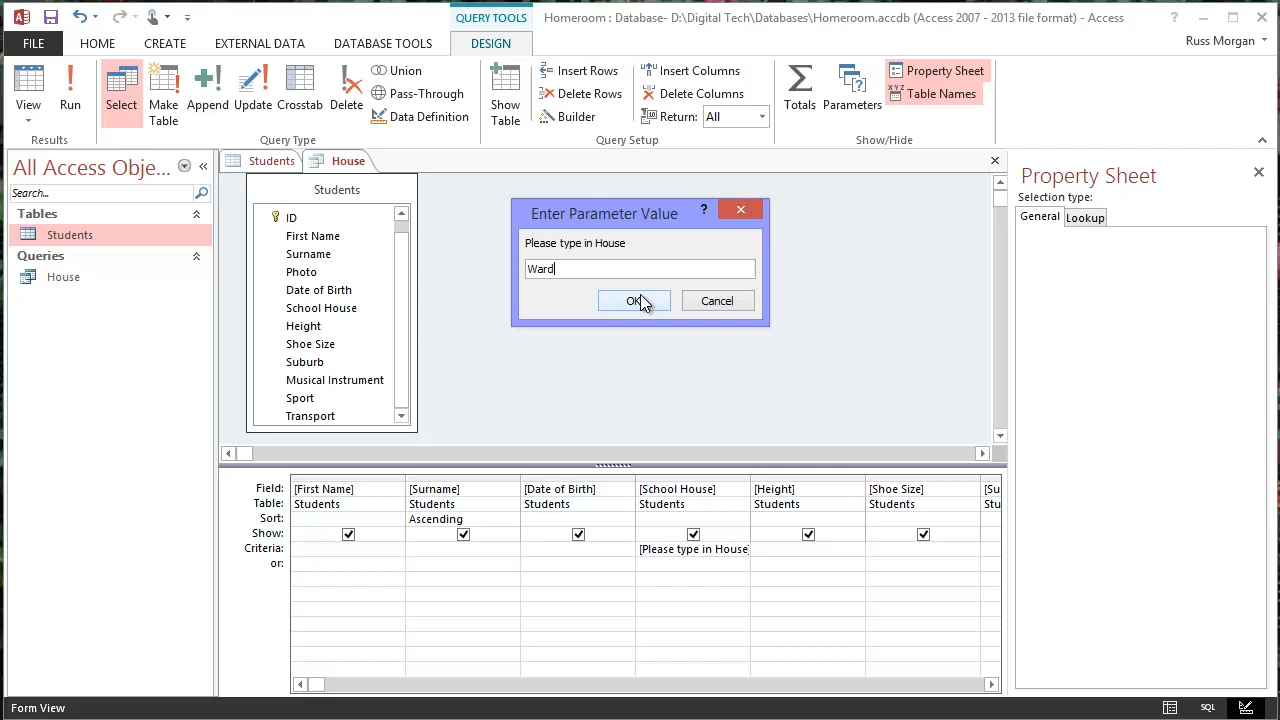 QUERY TOOLS
Homeroom : Database- D:\Digital Tech\Databases\Homeroom.accdb (Access 2007 - 2013 file format) - Access
?
FILE
HOME
CREATE
EXTERNAL DATA
DATABASE TOOLS
DESIGN
Russ Morgan
View
Run
Results
Select
Make
Table
Append
Update
Crosstab
Delete
Union
Pass-Through
Data Definition
Query Type
Show
Table
Insert Rows
Delete Rows
Builder
Insert Columns
Delete Columns
Return: All
Query Setup
Totals
Parameters
Property Sheet
XYZ
Table Names
Show/Hide
All Access Obje...
Search...
Tables
Students
Queries
House
Students
House
Students
ID
First Name
Surname
Photo
Date of Birth
School House
Height
Shoe Size
Suburb
Musical Instrument
Sport
Transport
Enter Parameter Value
?
Please type in House
Ward
OK
Cancel
Property Sheet
Selection type:
General
Lookup
Field: [First Name] [Surname] [Date of Birth] [School House] [Height] [Shoe Size] [Su
Table: Students Students Students Students Students Students Stu
Sort: Ascending
Show:
Criteria: [Please type in House]
or:
Form View
SQL